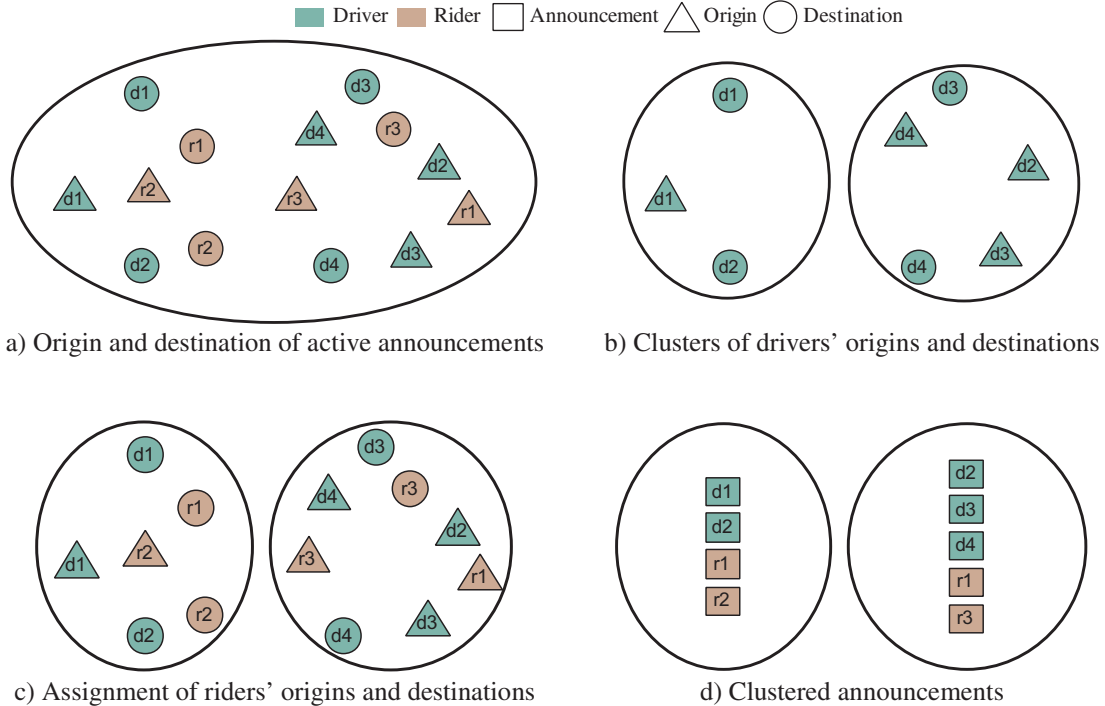 Driver Rider Announcement Origin Destination
d1 d3
r1 d4 r3
d1 r2 r3 d2 r1
d2 r2 d4 d3
a) Origin and destination of active announcements
d1 d3
d4
d1 d2
d2 d4 d3
b) Clusters of drivers' origins and destinations
d1 d3
r1 d4 r3
d1 r2 r3 d2 r1
d2 r2 d4 d3
c) Assignment of riders' origins and destinations
d1 d2
d2 d3
r1 d4
r2 r1
r3
d) Clustered announcements